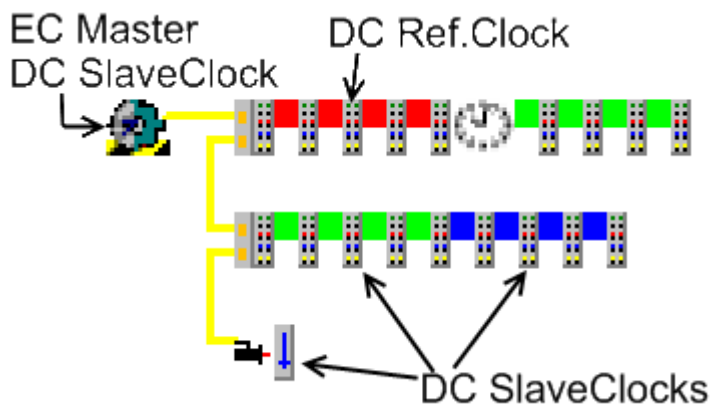 EC Master
DC SlaveClock
DC Ref.Clock
DC SlaveClocks